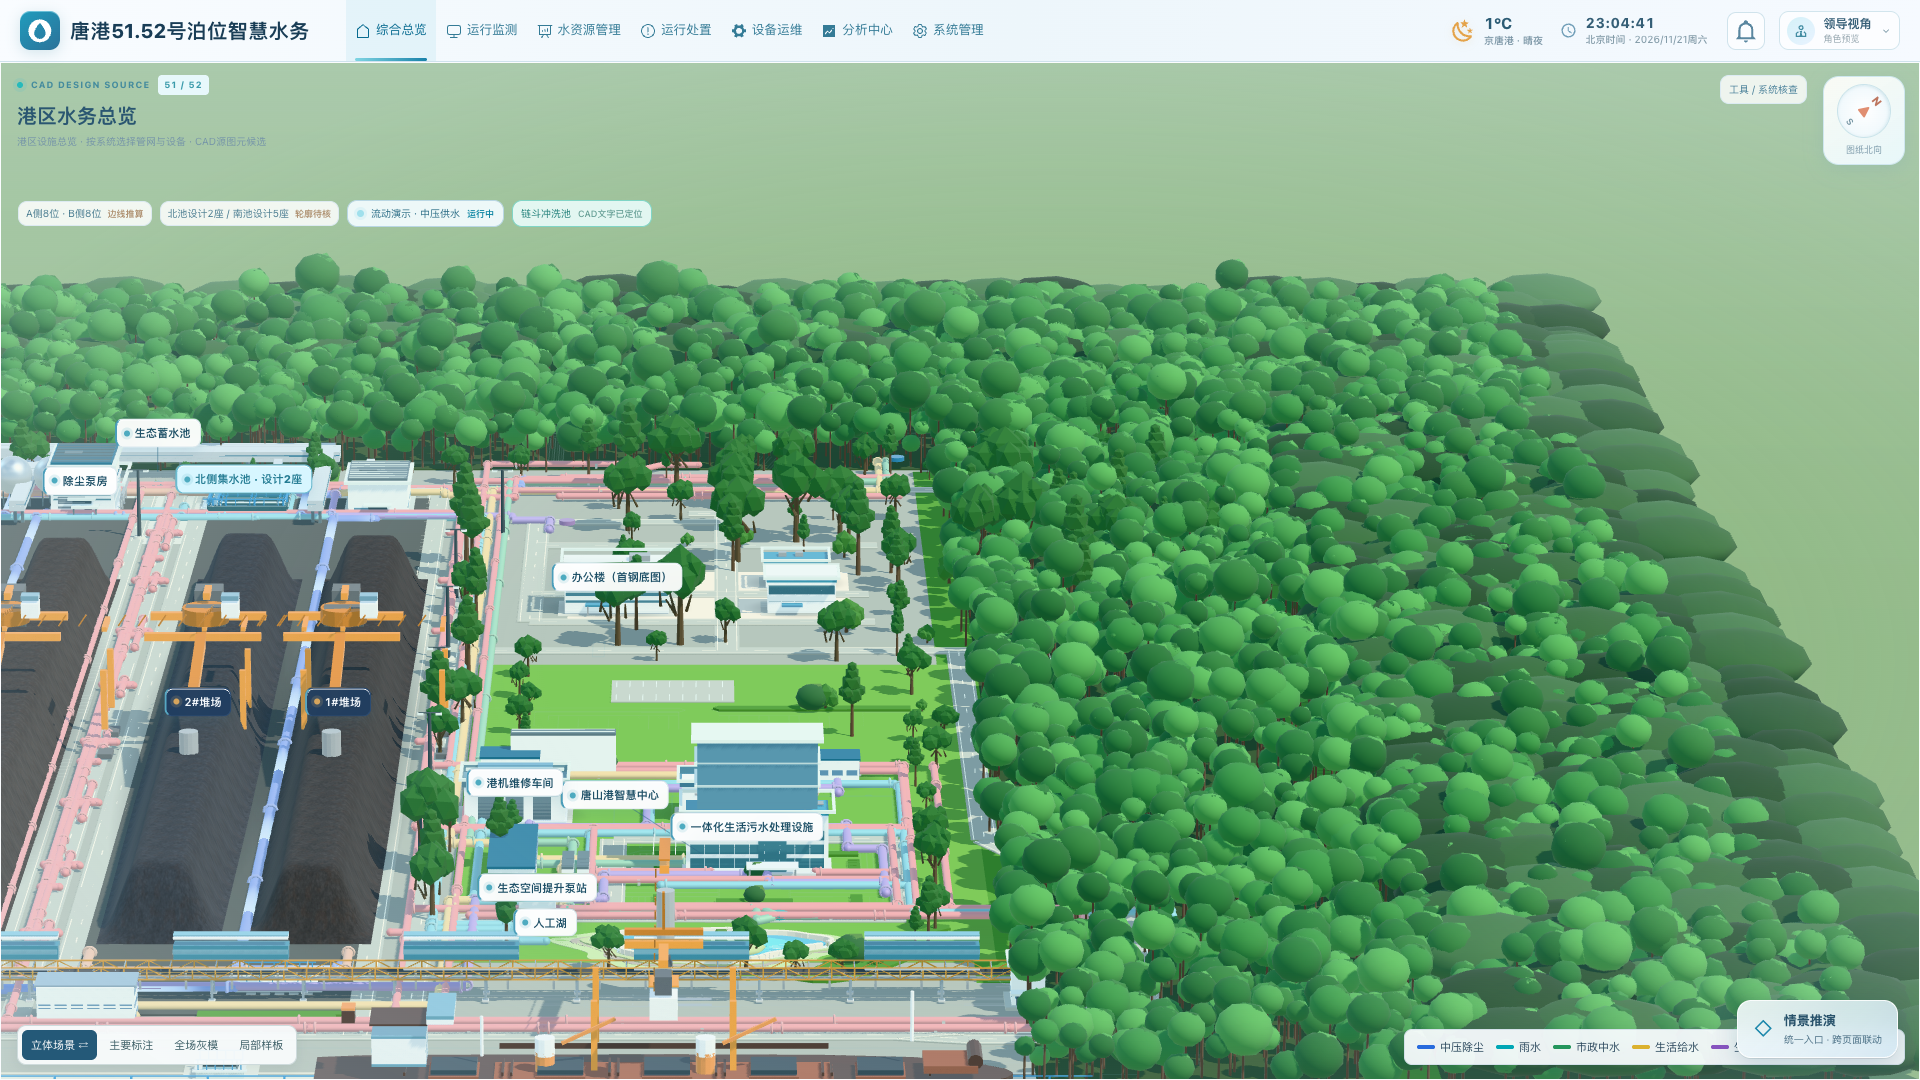 唐港51.52号泊位智慧水务
综合总览
运行监测
水资源管理
运行处置
设备运维
分析中心
系统管理
1°C
京唐港 · 晴夜
23:04:41
北京时间 · 2026/11/21周六
领导视角
角色预览
CAD DESIGN SOURCE 51 / 52
港区水务总览
港区设施总览 · 按系统选择管网与设备 · CAD源图元候选
工具 / 系统核查
N
S
图纸北向
A侧8位 · B侧8位 边线推算
北池设计2座 / 南池设计5座 轮廓待核
流动演示 · 中压供水 运行中
链斗冲洗池 CAD文字已定位
生态蓄水池
除尘泵房
北侧集水池 · 设计2座
办公楼（首钢底图）
2#堆场
1#堆场
港机维修车间
唐山港智慧中心
一体化生活污水处理设施
生态空间提升泵站
人工湖
立体场景
主要标注
全场灰模
局部样板
中压除尘
雨水
市政中水
生活给水
情景推演
统一入口 · 跨页面联动